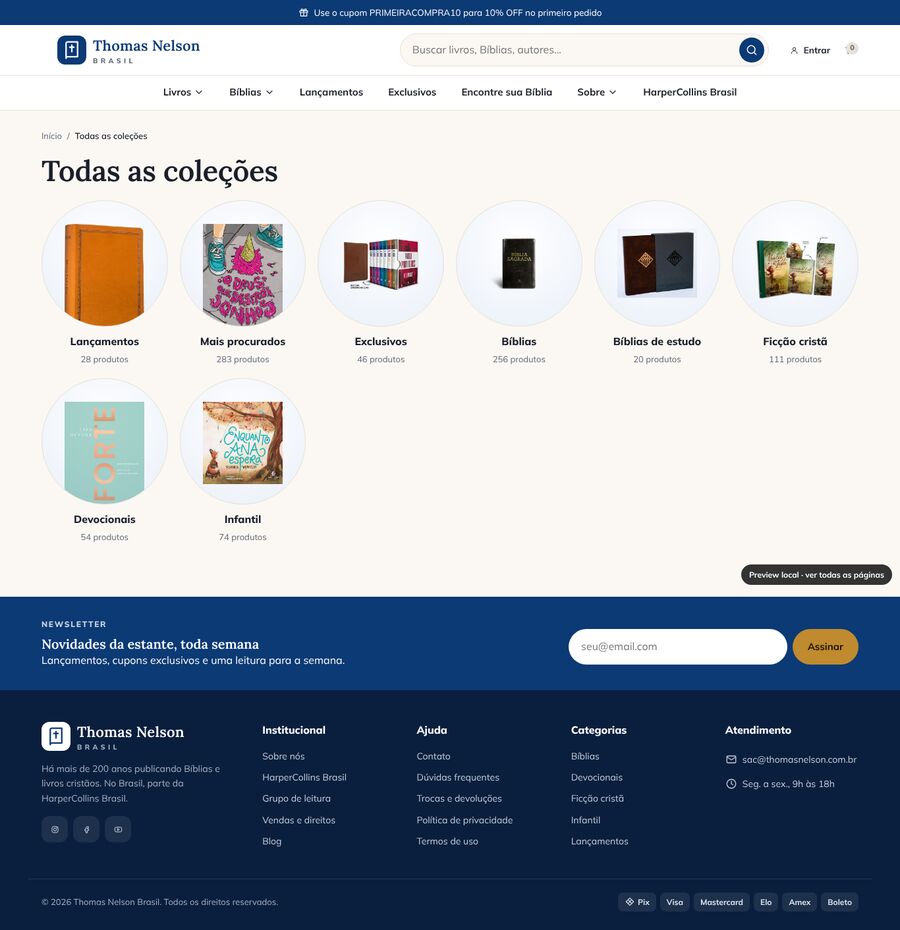 Use o cupom PRIMEIRACOMPRA10 para 10% OFF no primeiro pedido
Thomas Nelson
BRASIL
Buscar livros, Bíblias, autores...
Entrar
0
Livros
Bíblias
Lançamentos
Exclusivos
Encontre sua Bíblia
Sobre
HarperCollins Brasil
Início / Todas as coleções
Todas as coleções
DEUS
QUE DESTRÓI
SONHOS
BÍBLIA
SAGRADA
Lançamentos
28 produtos
Mais procurados
283 produtos
Exclusivos
46 produtos
Bíblias
256 produtos
Bíblias de estudo
20 produtos
Ficção cristã
111 produtos
FORTE
ENQUANTO
ANA
espera
Devocionais
54 produtos
Infantil
74 produtos
Preview local · ver todas as páginas
NEWSLETTER
Novidades da estante, toda semana
Lançamentos, cupons exclusivos e uma leitura para a semana.
seu@email.com
Assinar
Thomas Nelson
BRASIL
Há mais de 200 anos publicando Bíblias e
livros cristãos. No Brasil, parte da
HarperCollins Brasil.
Institucional
Sobre nós
HarperCollins Brasil
Grupo de leitura
Vendas e direitos
Blog
Ajuda
Contato
Dúvidas frequentes
Trocas e devoluções
Política de privacidade
Termos de uso
Categorias
Bíblias
Devocionais
Ficção cristã
Infantil
Lançamentos
Atendimento
sac@thomasnelson.com.br
Seg. a sex., 9h às 18h
© 2026 Thomas Nelson Brasil. Todos os direitos reservados.
Pix
Visa
Mastercard
Elo
Amex
Boleto